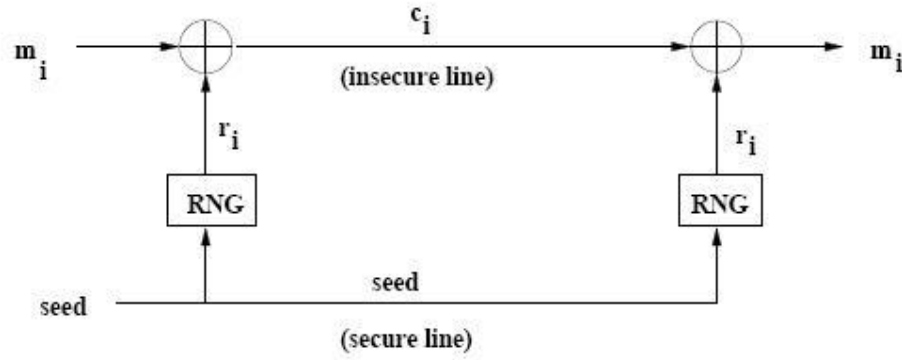 c_i
m_i
m_i
(insecure line)
r_i
r_i
RNG
RNG
seed
seed
(secure line)